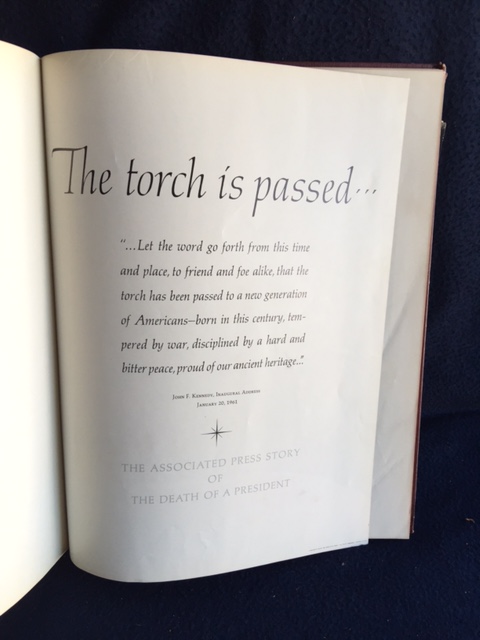 The torch is passed...
“...Let the word go forth from this time
and place, to friend and foe alike, that the
torch has been passed to a new generation
of Americans—born in this century, tem-
pered by war, disciplined by a hard and
bitter peace, proud of our ancient heritage...”
John F. Kennedy, Inaugural Address
January 20, 1961
THE ASSOCIATED PRESS STORY
OF
THE DEATH OF A PRESIDENT